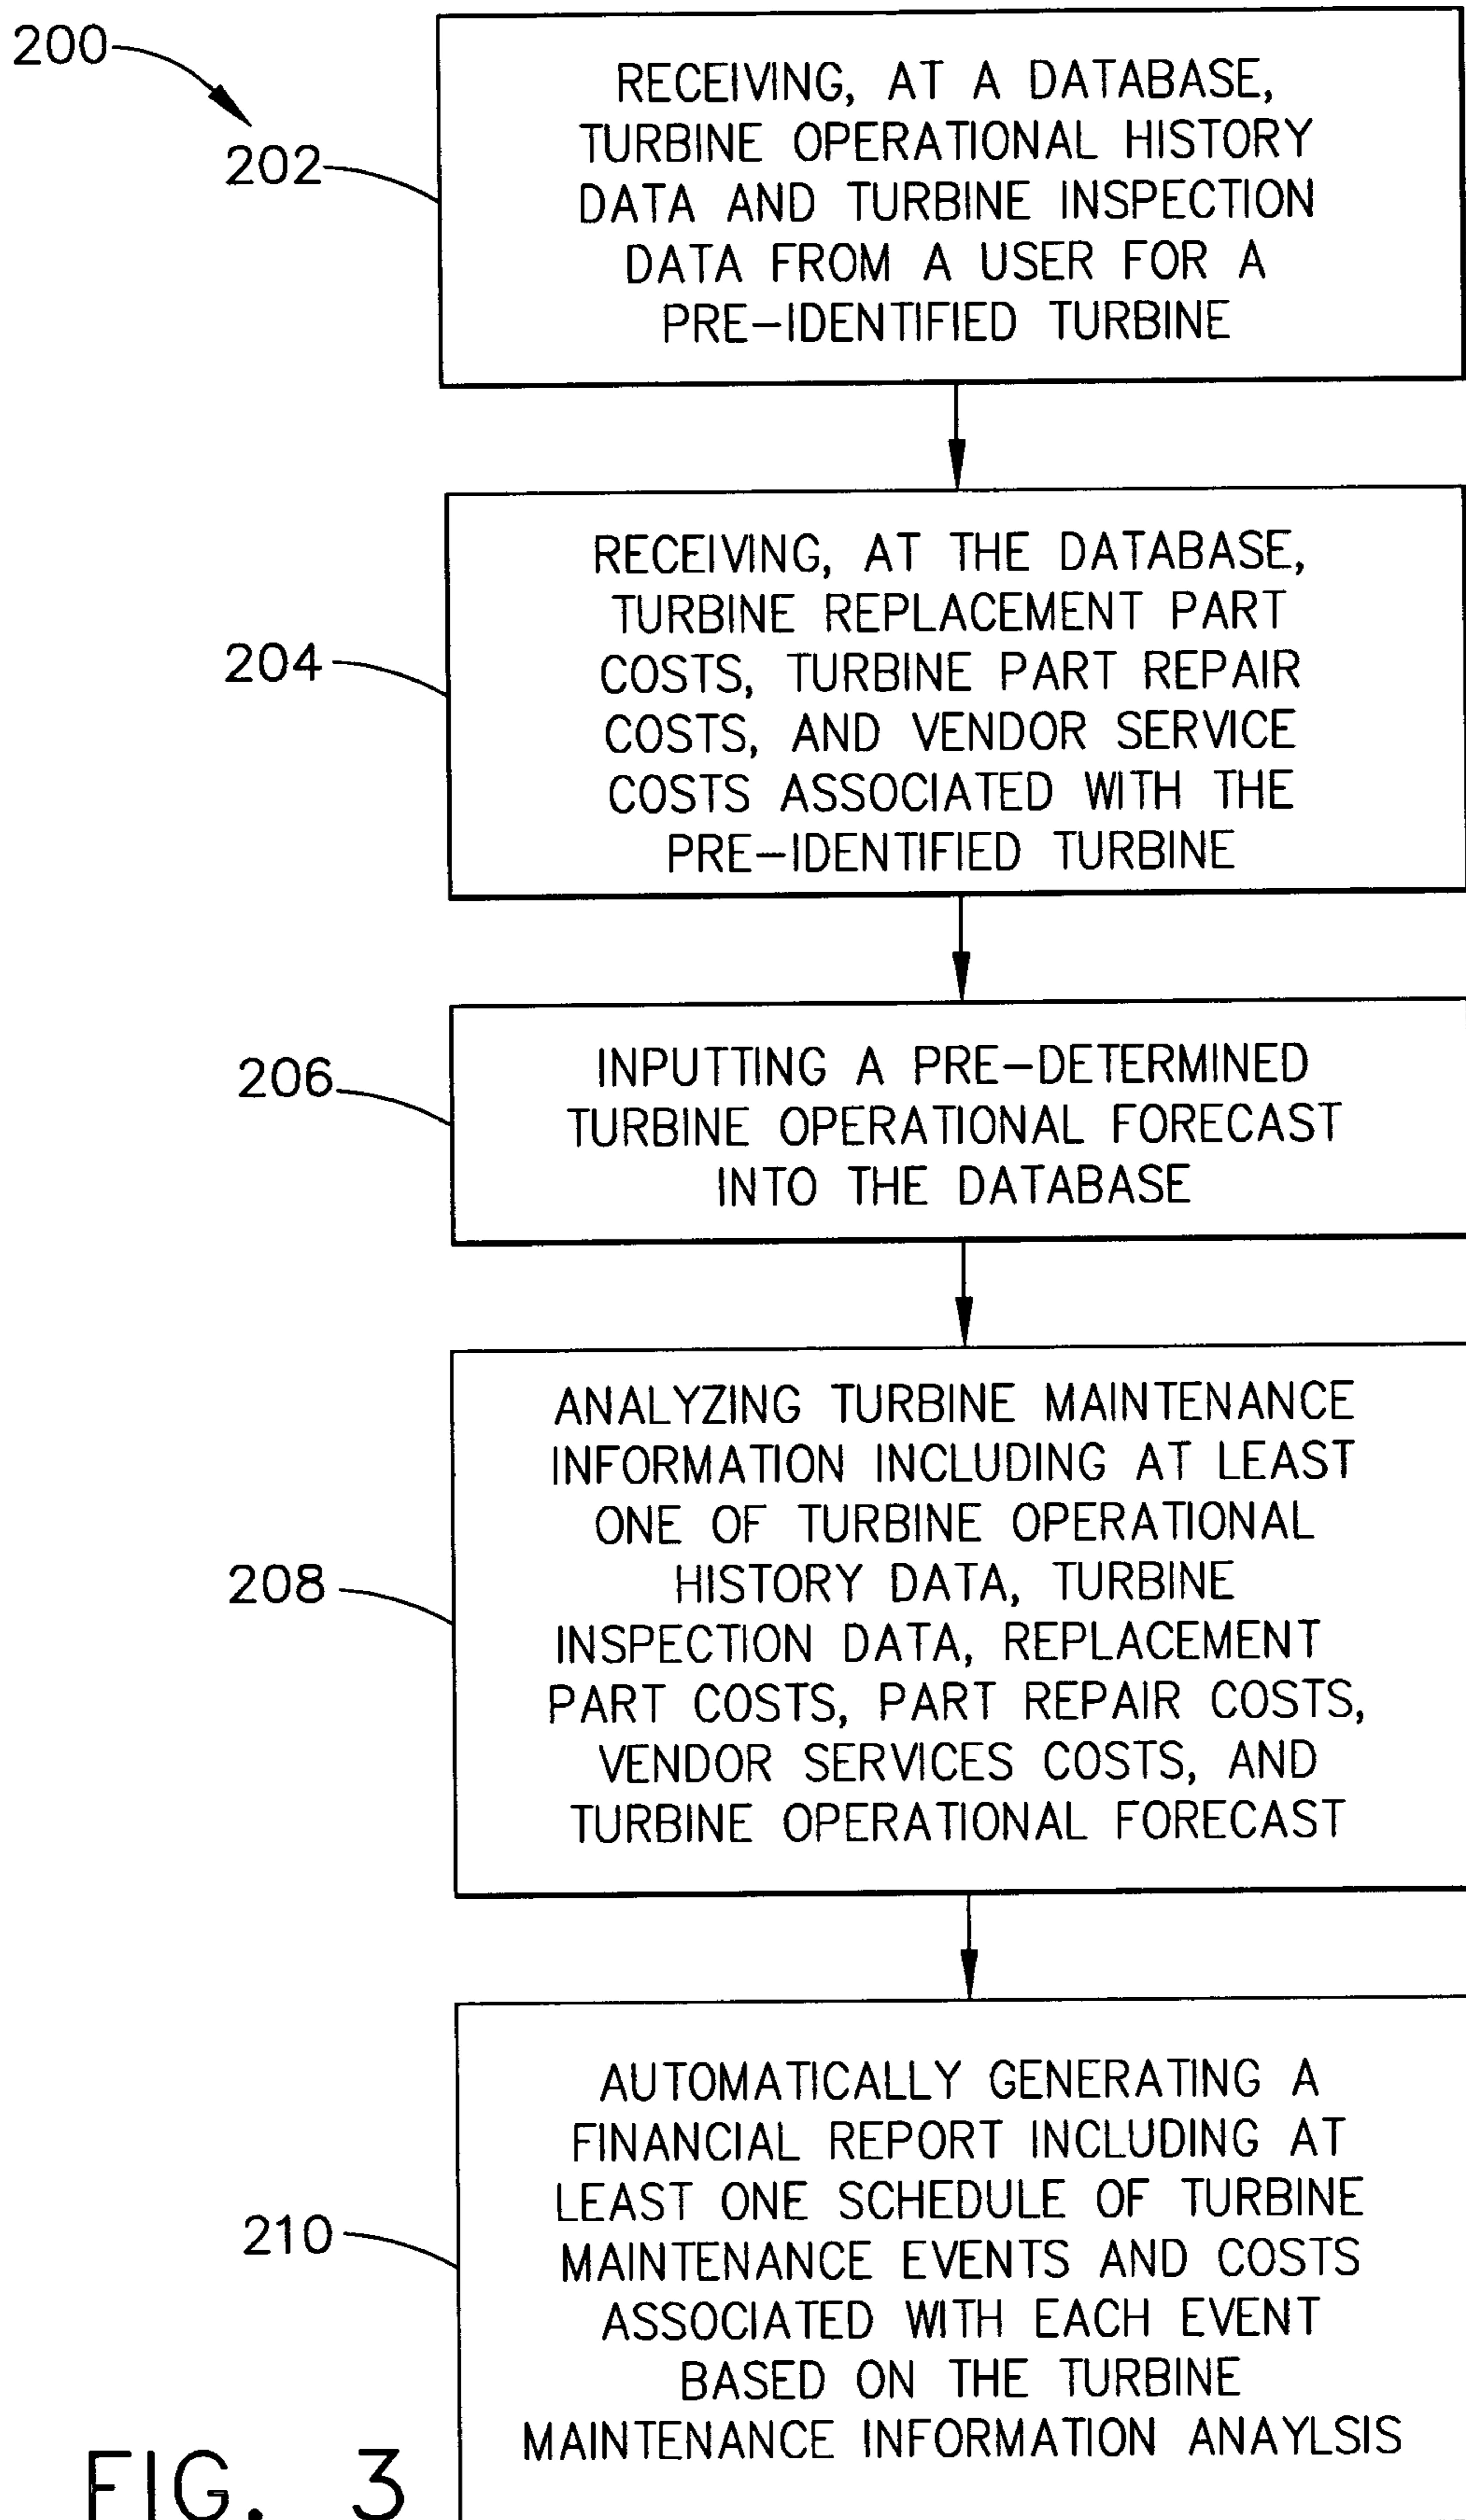 200
202
RECEIVING, AT A DATABASE,
TURBINE OPERATIONAL HISTORY
DATA AND TURBINE INSPECTION
DATA FROM A USER FOR A
PRE-IDENTIFIED TURBINE
204
RECEIVING, AT THE DATABASE,
TURBINE REPLACEMENT PART
COSTS, TURBINE PART REPAIR
COSTS, AND VENDOR SERVICE
COSTS ASSOCIATED WITH THE
PRE-IDENTIFIED TURBINE
206
INPUTTING A PRE-DETERMINED
TURBINE OPERATIONAL FORECAST
INTO THE DATABASE
208
ANALYZING TURBINE MAINTENANCE
INFORMATION INCLUDING AT LEAST
ONE OF TURBINE OPERATIONAL
HISTORY DATA, TURBINE
INSPECTION DATA, REPLACEMENT
PART COSTS, PART REPAIR COSTS,
VENDOR SERVICES COSTS, AND
TURBINE OPERATIONAL FORECAST
210
AUTOMATICALLY GENERATING A
FINANCIAL REPORT INCLUDING AT
LEAST ONE SCHEDULE OF TURBINE
MAINTENANCE EVENTS AND COSTS
ASSOCIATED WITH EACH EVENT
BASED ON THE TURBINE
MAINTENANCE INFORMATION ANAYLSIS
FIG. 3